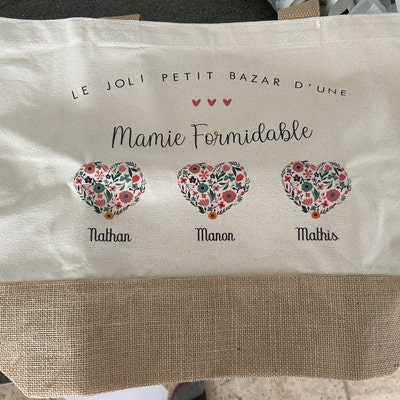 LE JOLI PETIT BAZAR D'UNE
Mamie Formidable
Nathan Manon Mathis